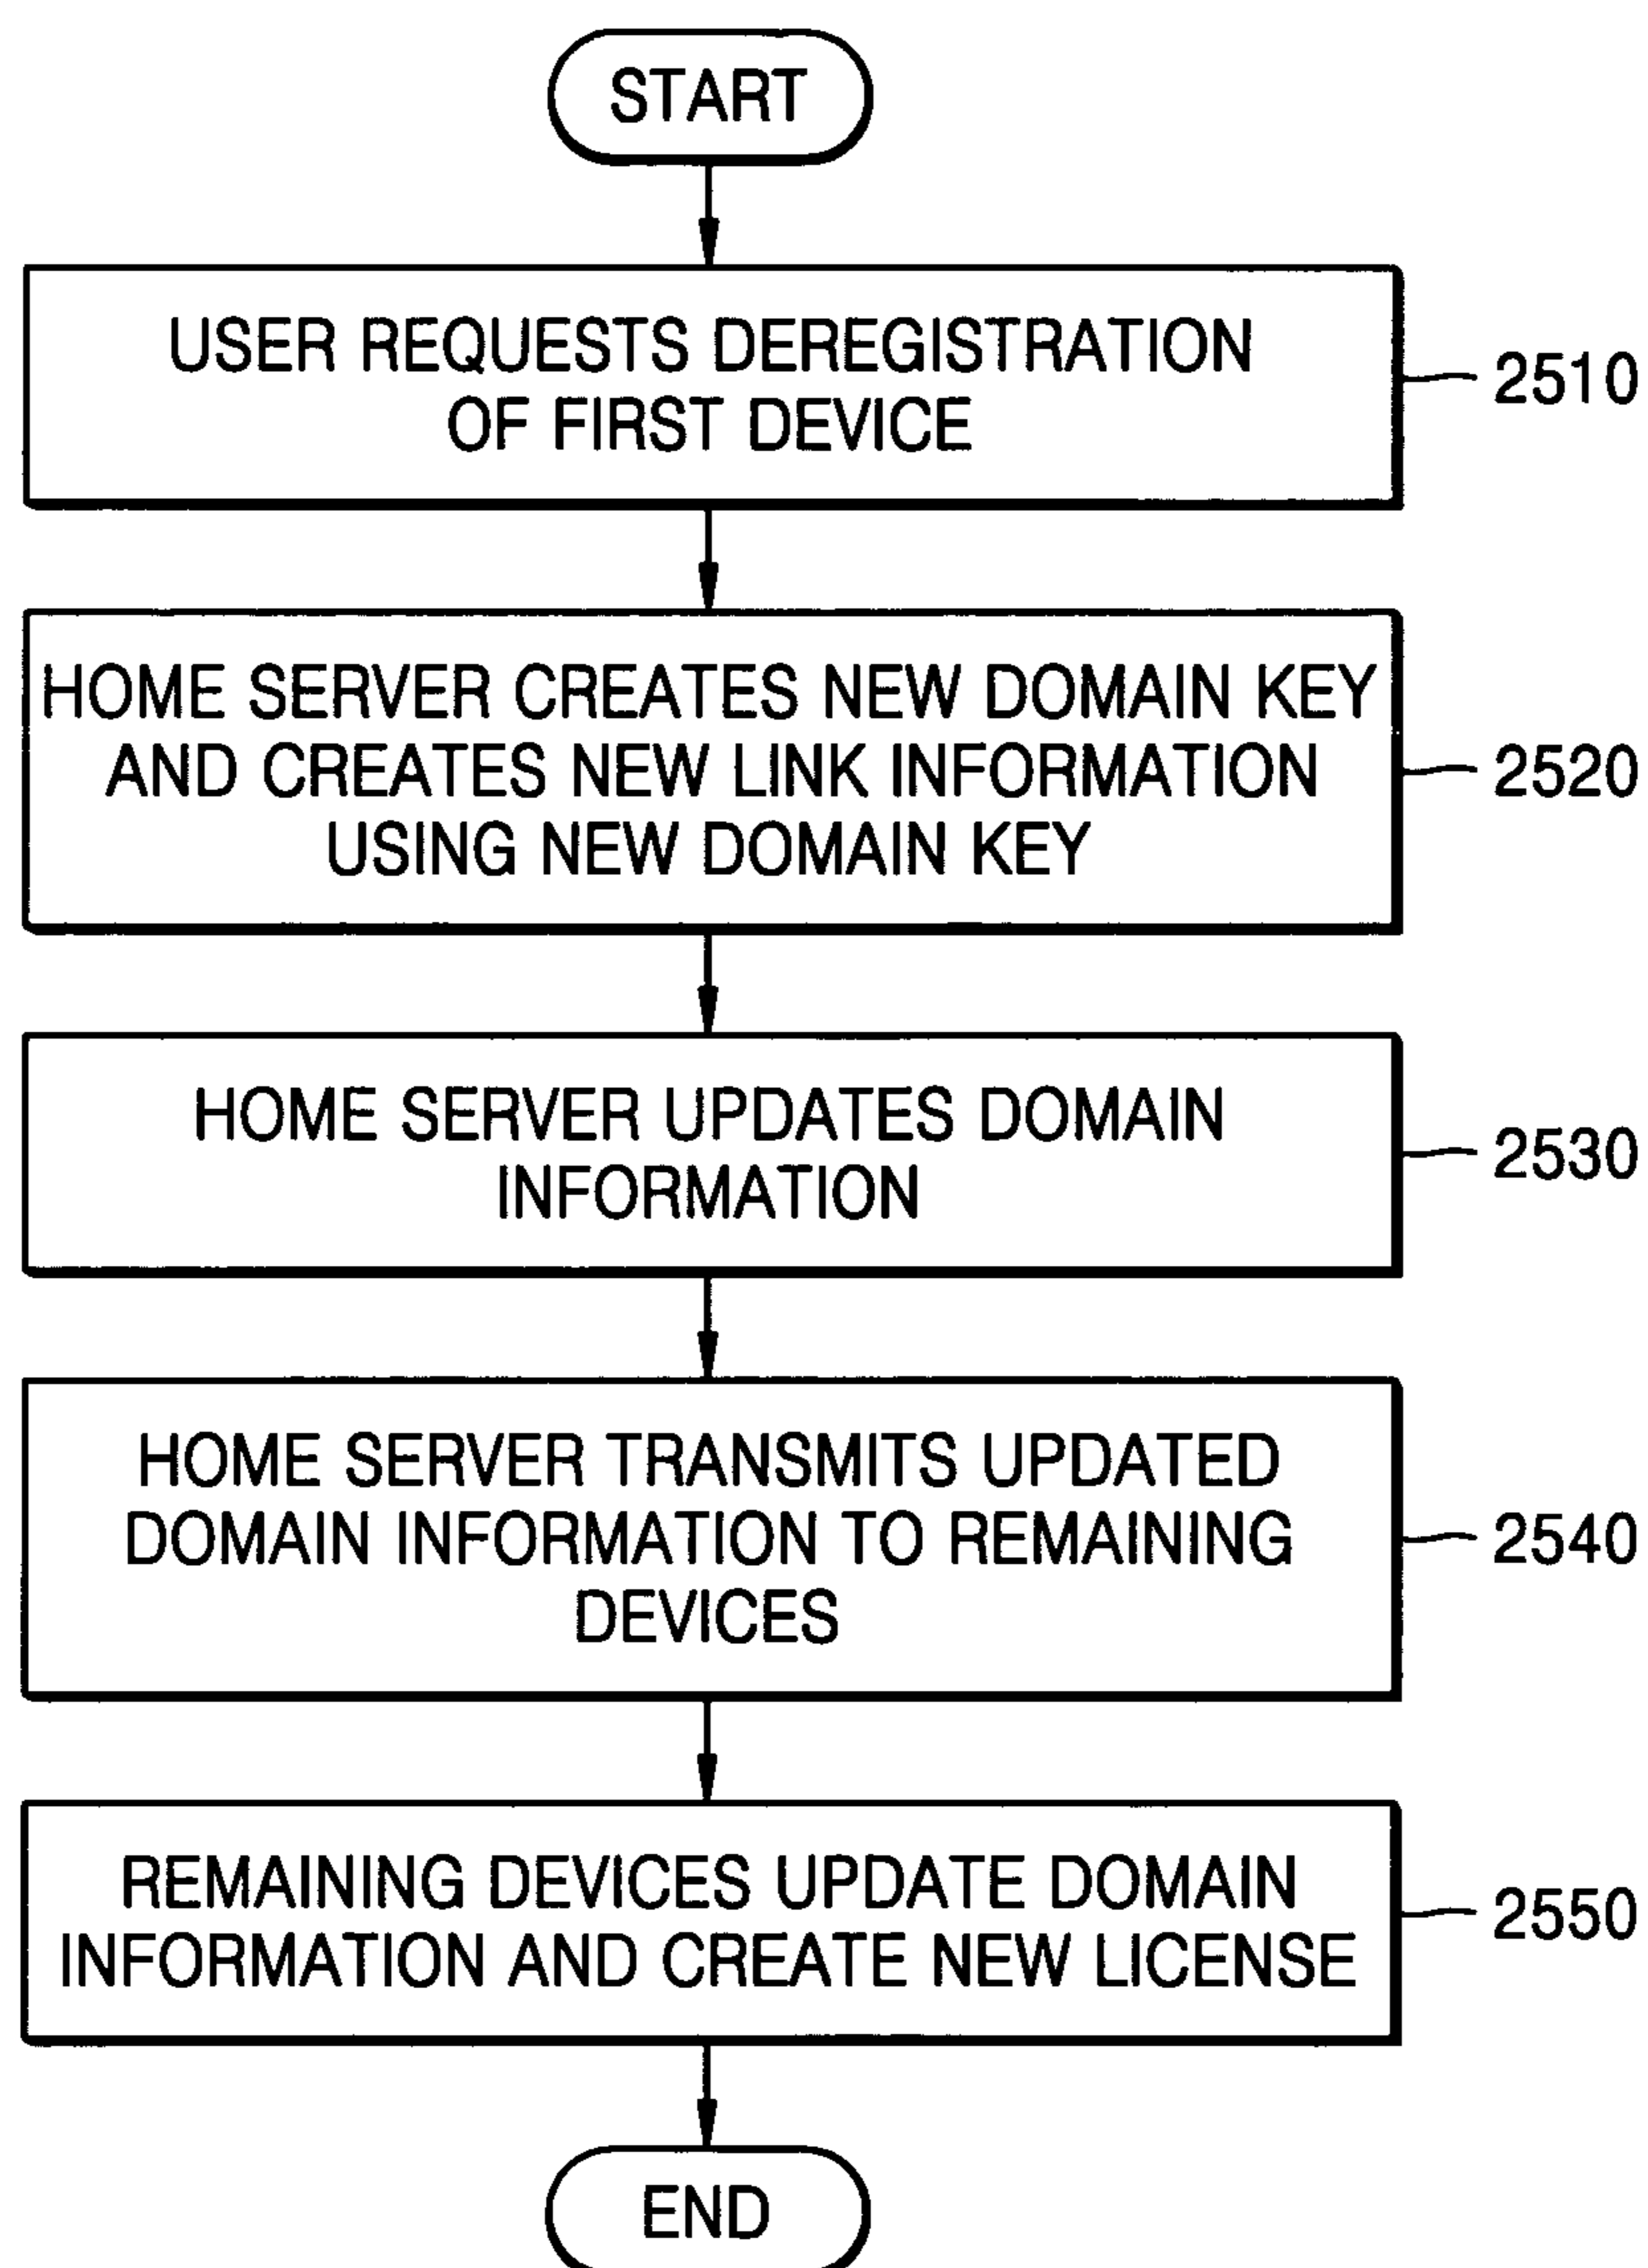 START
USER REQUESTS DEREGISTRATION
OF FIRST DEVICE
2510
HOME SERVER CREATES NEW DOMAIN KEY
AND CREATES NEW LINK INFORMATION
USING NEW DOMAIN KEY
2520
HOME SERVER UPDATES DOMAIN
INFORMATION
2530
HOME SERVER TRANSMITS UPDATED
DOMAIN INFORMATION TO REMAINING
DEVICES
2540
REMAINING DEVICES UPDATE DOMAIN
INFORMATION AND CREATE NEW LICENSE
2550
END